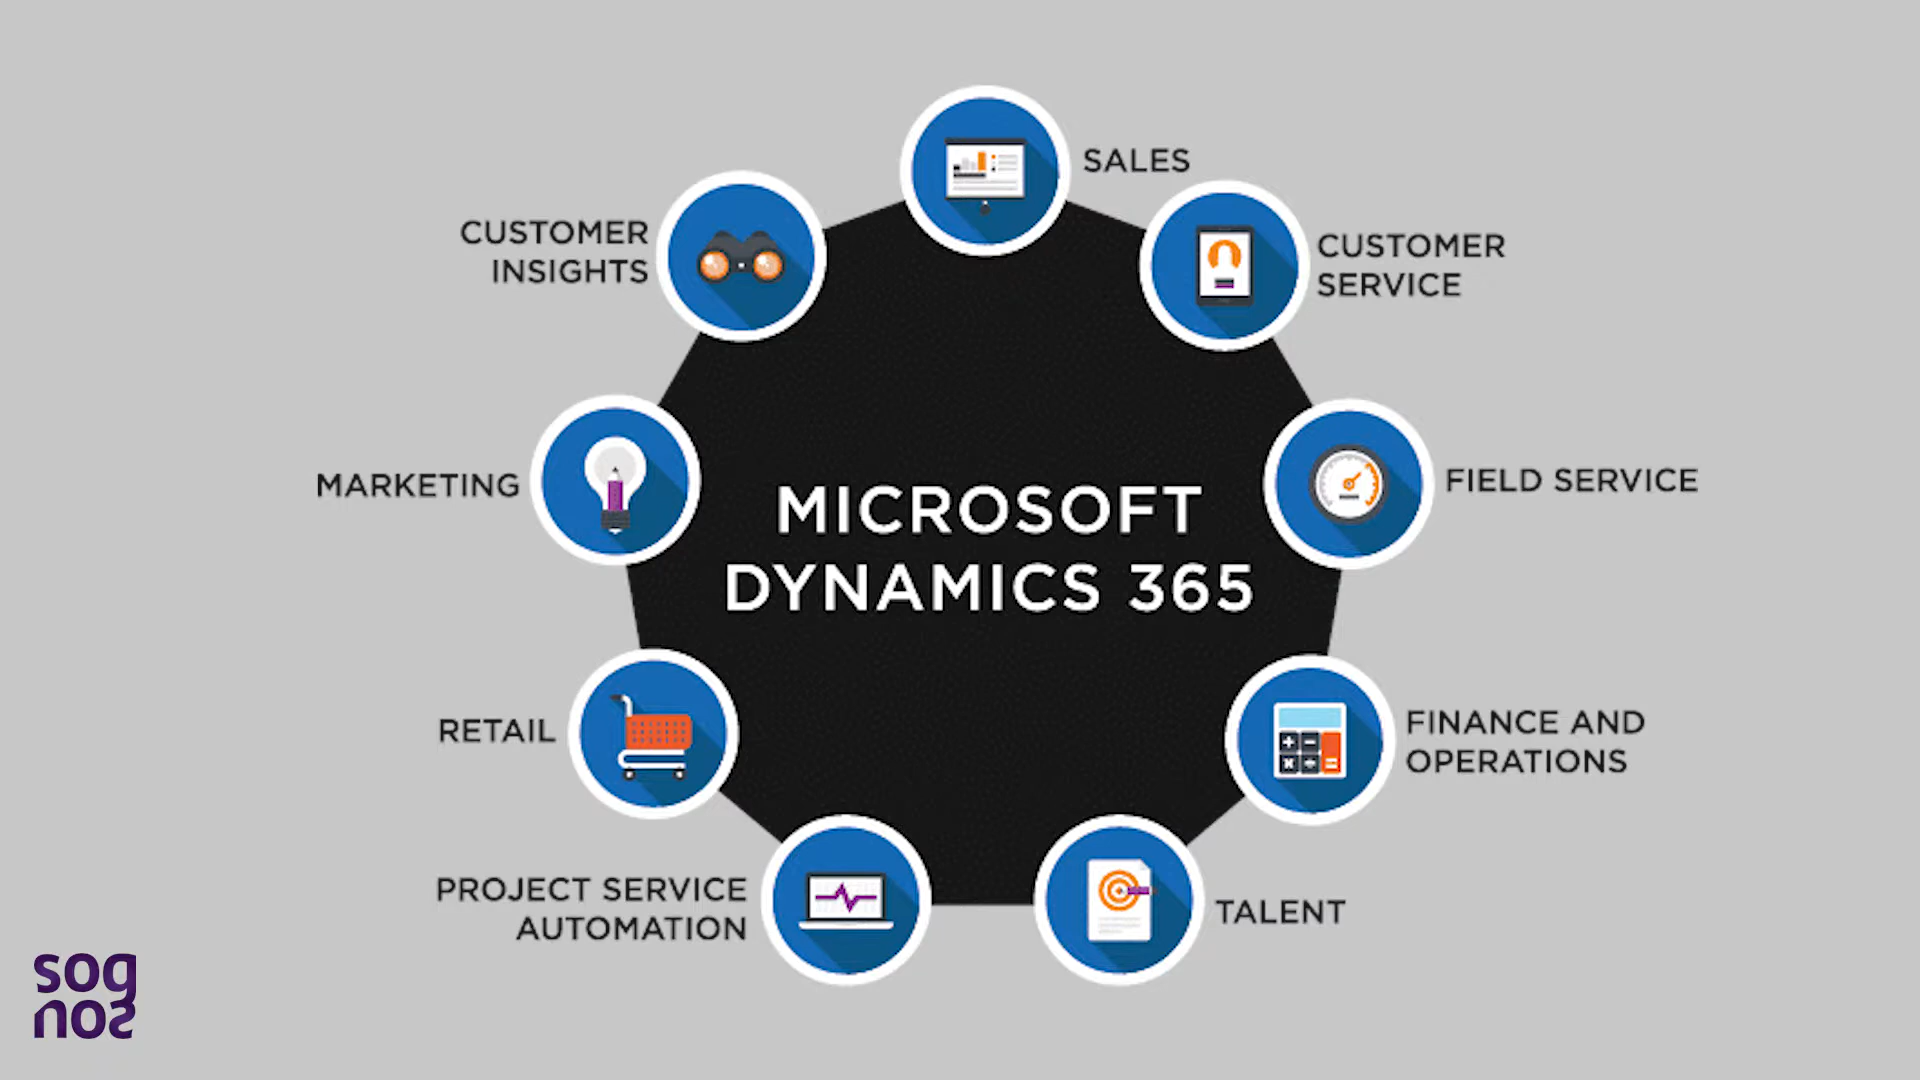 SALES
CUSTOMER
INSIGHTS
CUSTOMER
SERVICE
MARKETING
FIELD SERVICE
MICROSOFT
DYNAMICS 365
RETAIL
FINANCE AND
OPERATIONS
PROJECT SERVICE
AUTOMATION
TALENT
sog
nos